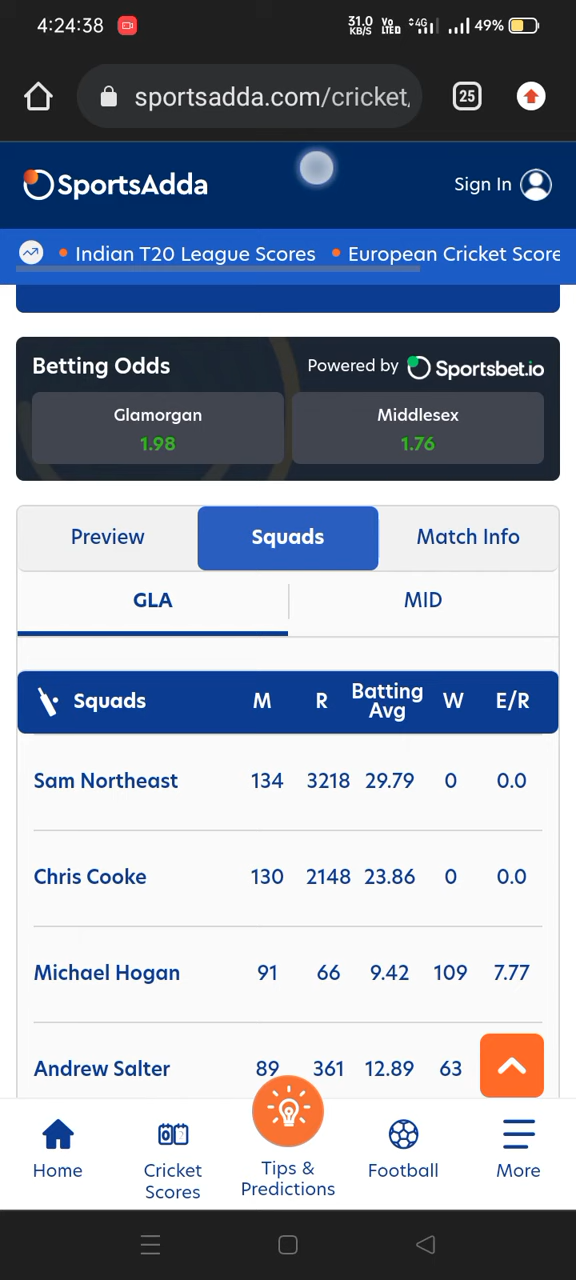 4:24:38 31.0 KB/S Vo LTED 4G 49%
sportsadda.com/cricket, 25
SportsAdda Sign In
Indian T20 League Scores European Cricket Score
Betting Odds Powered by Sportsbet.io
Glamorgan Middlesex
1.98 1.76
Preview Squads Match Info
GLA MID
Squads M R Batting Avg W E/R
Sam Northeast 134 3218 29.79 0 0.0
Chris Cooke 130 2148 23.86 0 0.0
Michael Hogan 91 66 9.42 109 7.77
Andrew Salter 89 361 12.89 63
Home Cricket Scores Tips & Predictions Football More